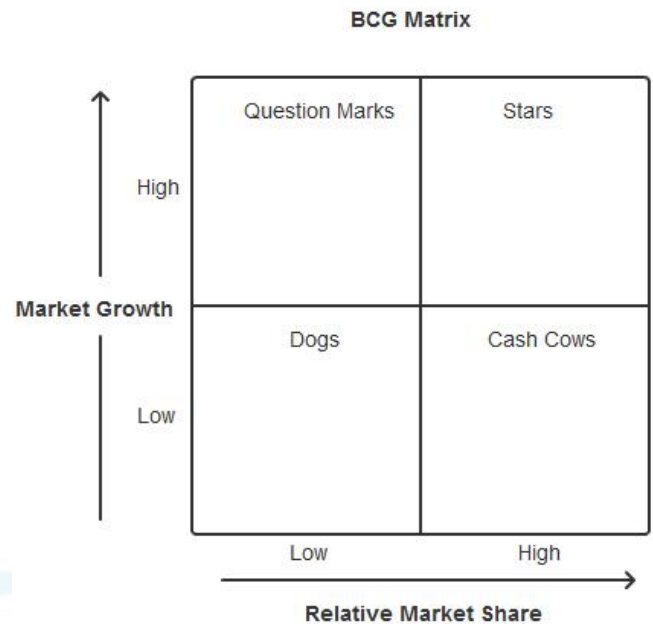 BCG Matrix
Question Marks
Stars
High
Market Growth
Dogs
Cash Cows
Low
Low
High
Relative Market Share